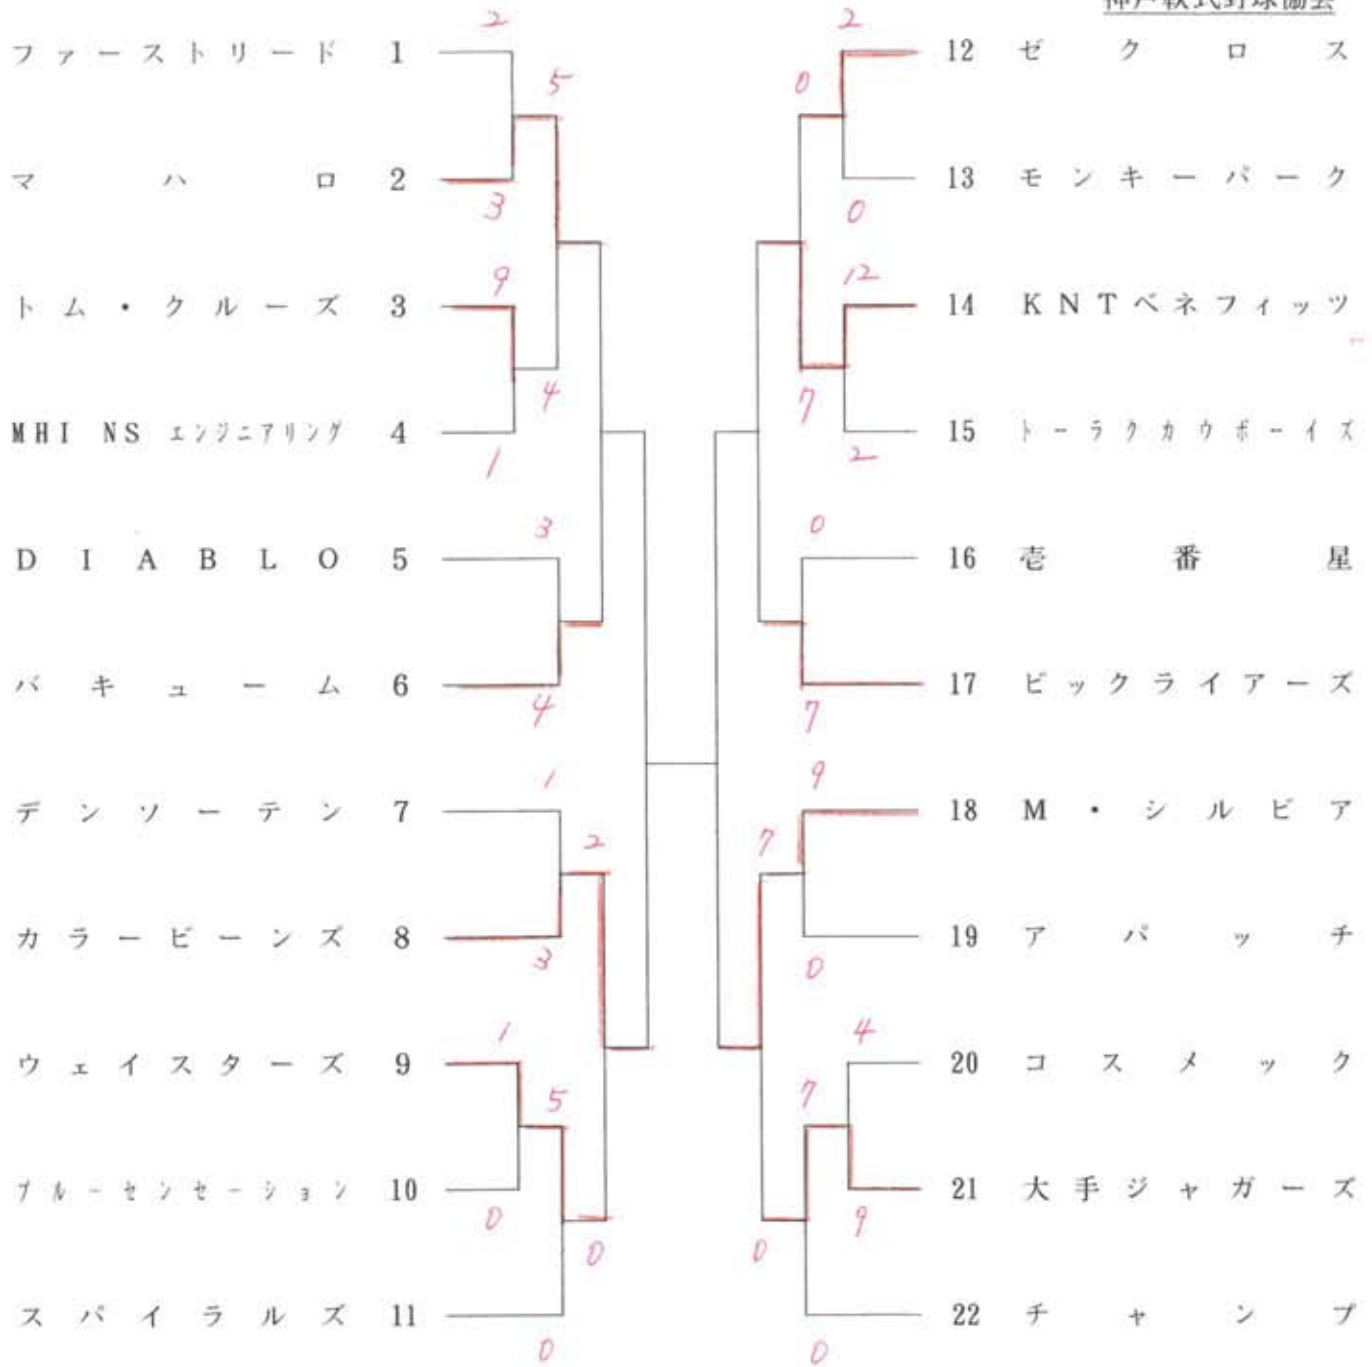 神戸軟式野球協会
2
2
ファーストリード 1
12 ゼクロス
5
0
マハロ 2
13 モンキーパーク
3
0
9
12
トム・クルーズ 3
14 KNTベネフィッツ
4
7
MHI NS エンジニアリング 4
15 トーラクカウボーイズ
1
2
3
0
DIABLO 5
16 壱番星
バキューム 6
17 ビックライアーズ
4
7
1
9
デンソーテン 7
18 M・シルビア
2
7
カラービーンズ 8
19 アパッチ
3
0
1
4
ウェイスターズ 9
20 コスメック
5
7
ブルーセンセーション 10
21 大手ジャガーズ
0
9
0
0
スパイラルズ 11
22 チャンプ
0
0